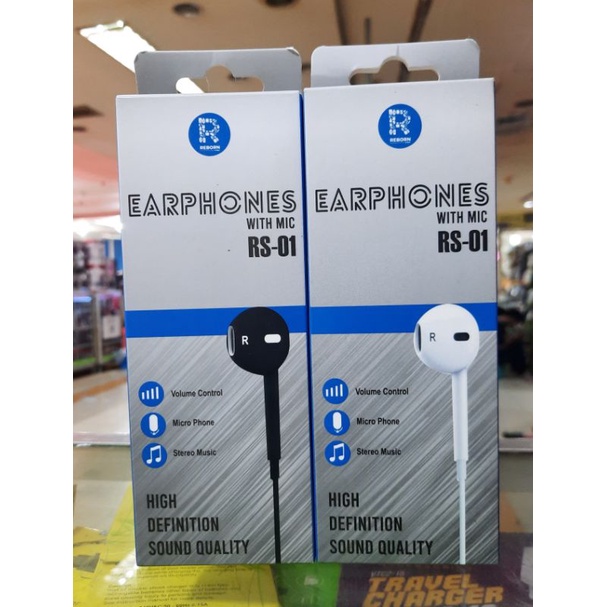 REBORN
EARPHONES
WITH MIC
RS-01
R
Volume Control
Micro Phone
Stereo Music
HIGH
DEFINITION
SOUND QUALITY
REBORN
EARPHONES
WITH MIC
RS-01
R
Volume Control
Micro Phone
Stereo Music
HIGH
DEFINITION
SOUND QUALITY
TRAVEL
CHARGER